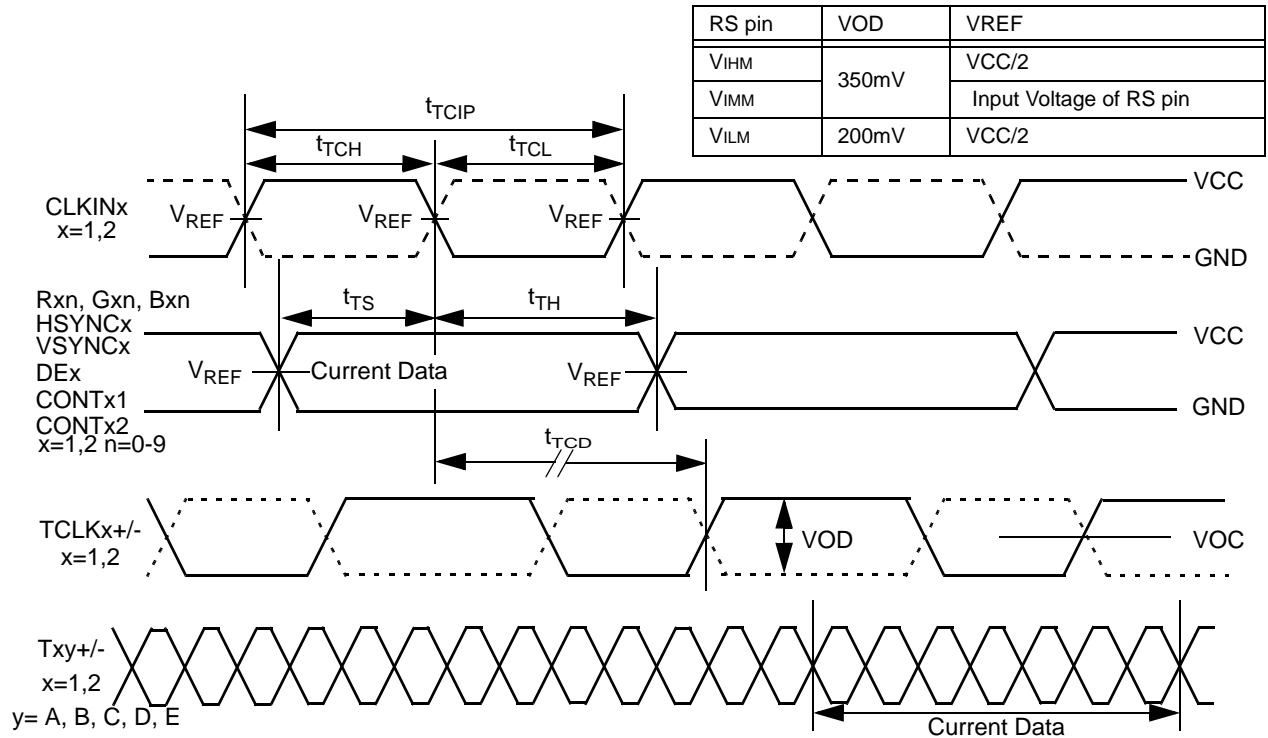 RS pin VOD VREF
VIHM 350mV VCC/2
VIMM Input Voltage of RS pin
VILM 200mV VCC/2
tTCIP
tTCH tTCL
CLKINx
x=1,2
VREF VREF VREF
VCC
GND
Rxn, Gxn, Bxn
HSYNCx
VSYNCx
DEx
CONTx1
CONTx2
x=1,2 n=0-9
tTS tTH
VREF Current Data VREF
VCC
GND
tTCD
TCLKx+/-
x=1,2
VOD
VOC
Txy+/-
x=1,2
y= A, B, C, D, E
Current Data